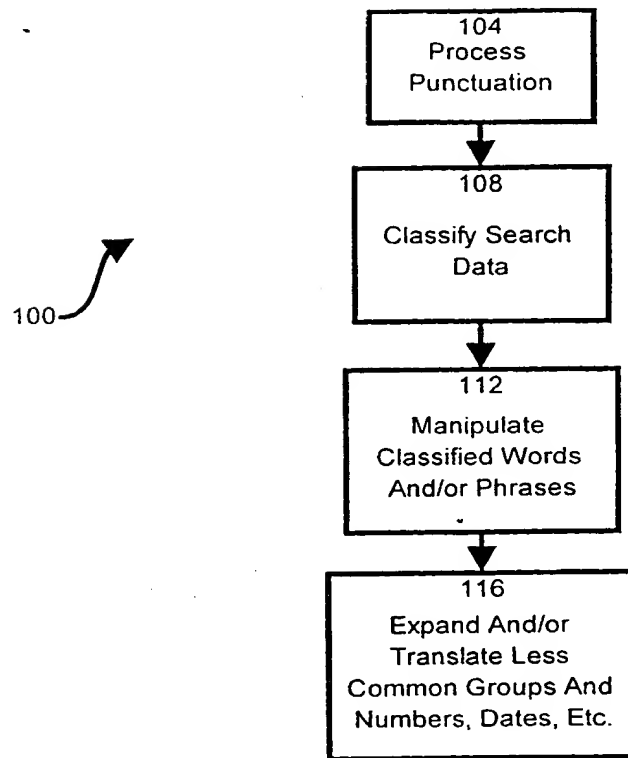 104
Process
Punctuation
108
Classify Search
Data
100
112
Manipulate
Classified Words
And/or Phrases
116
Expand And/or
Translate Less
Common Groups And
Numbers, Dates, Etc.